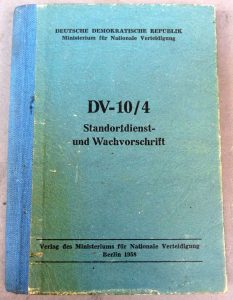 DEUTSCHE DEMOKRATISCHE REPUBLIK
Ministerium für Nationale Verteidigung
DV-10/4
Standortdienst-
und Wachvorschrift
Verlag des Ministeriums für Nationale Verteidigung
Berlin 1958